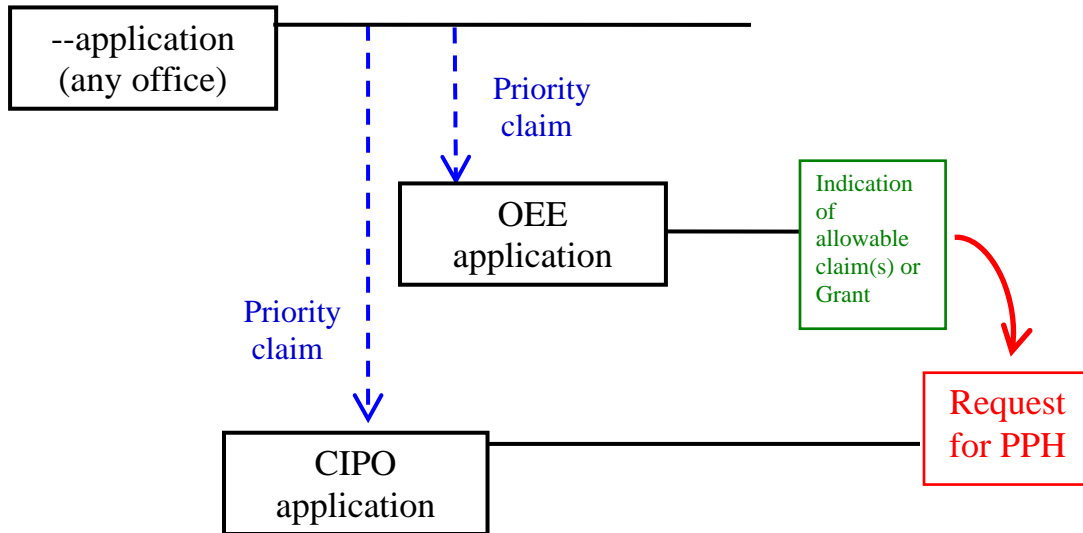 --application
(any office)
Priority
claim
OEE
application
Indication
of
allowable
claim(s) or
Grant
Priority
claim
Request
for PPH
CIPO
application